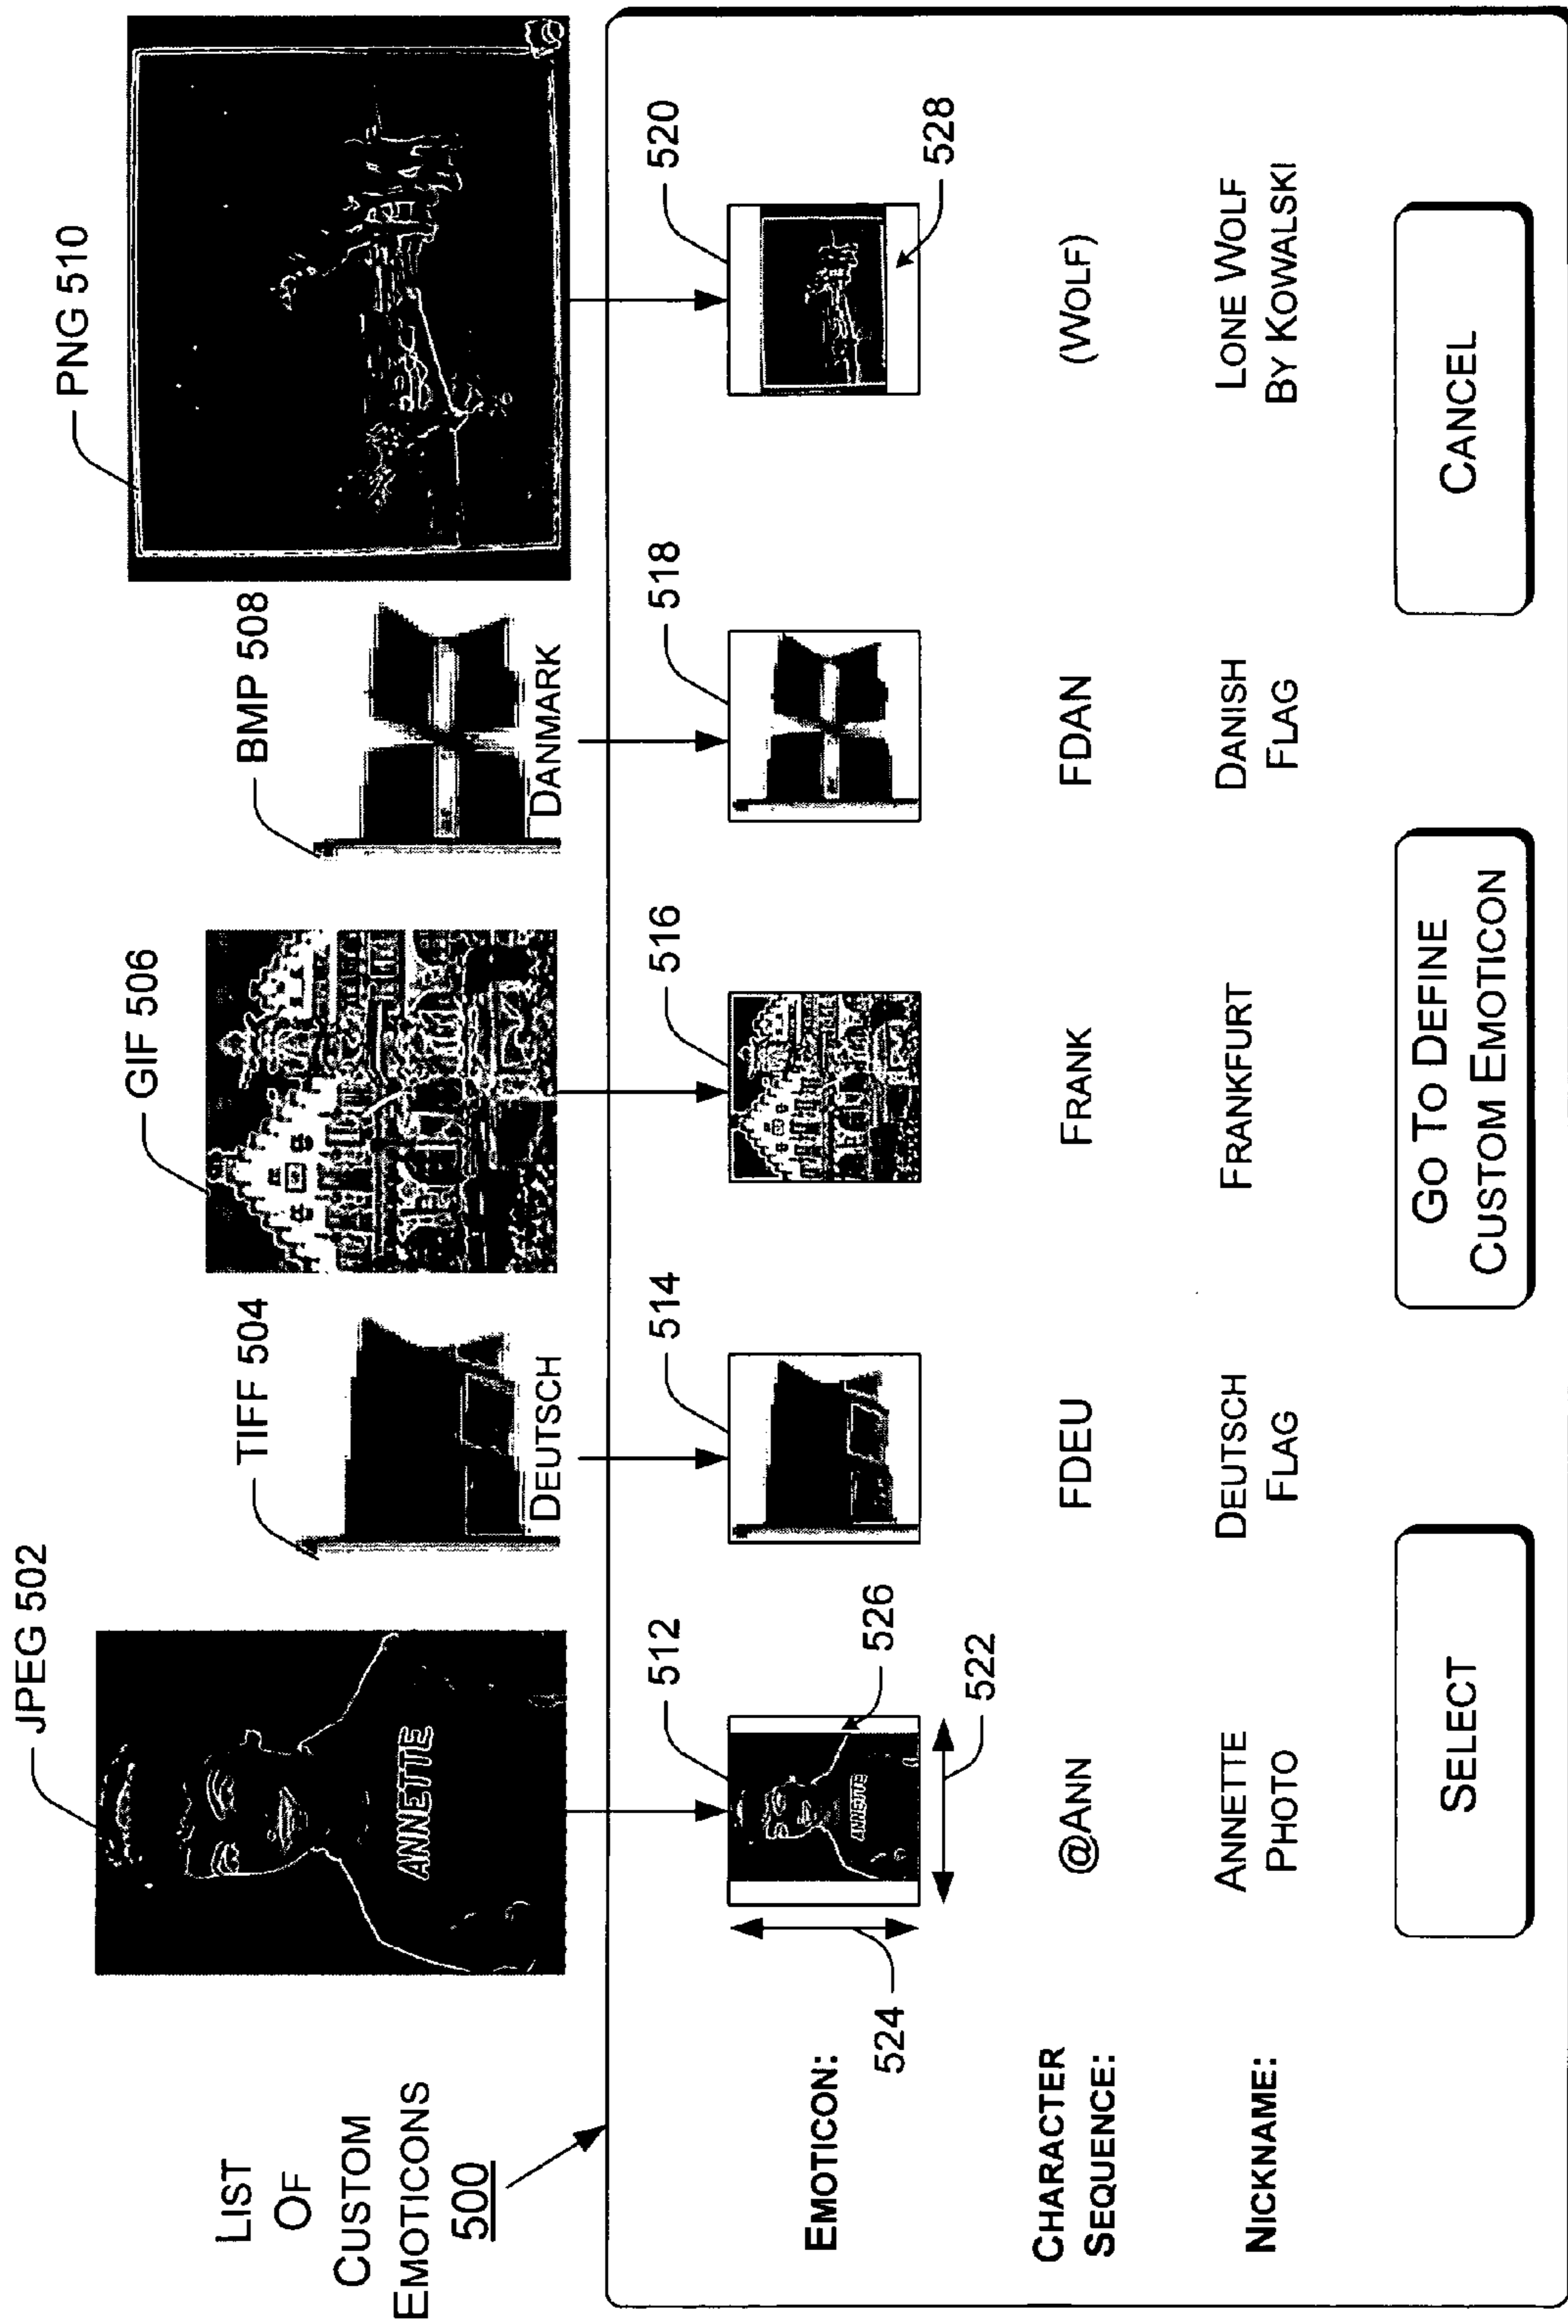 JPEG 502
TIFF 504
GIF 506
BMP 508
PNG 510
LIST
OF
CUSTOM
EMOTICONS
500
ANNETTE
DEUTSCH
DANMARK
512
514
516
518
520
EMOTICON:
ANNETTE
524
526
522
528
CHARACTER
SEQUENCE:
@ANN
FDEU
FRANK
FDAN
(WOLF)
NICKNAME:
ANNETTE
PHOTO
DEUTSCH
FLAG
FRANKFURT
DANISH
FLAG
LONE WOLF
BY KOWALSKI
SELECT
GO TO DEFINE
CUSTOM EMOTICON
CANCEL